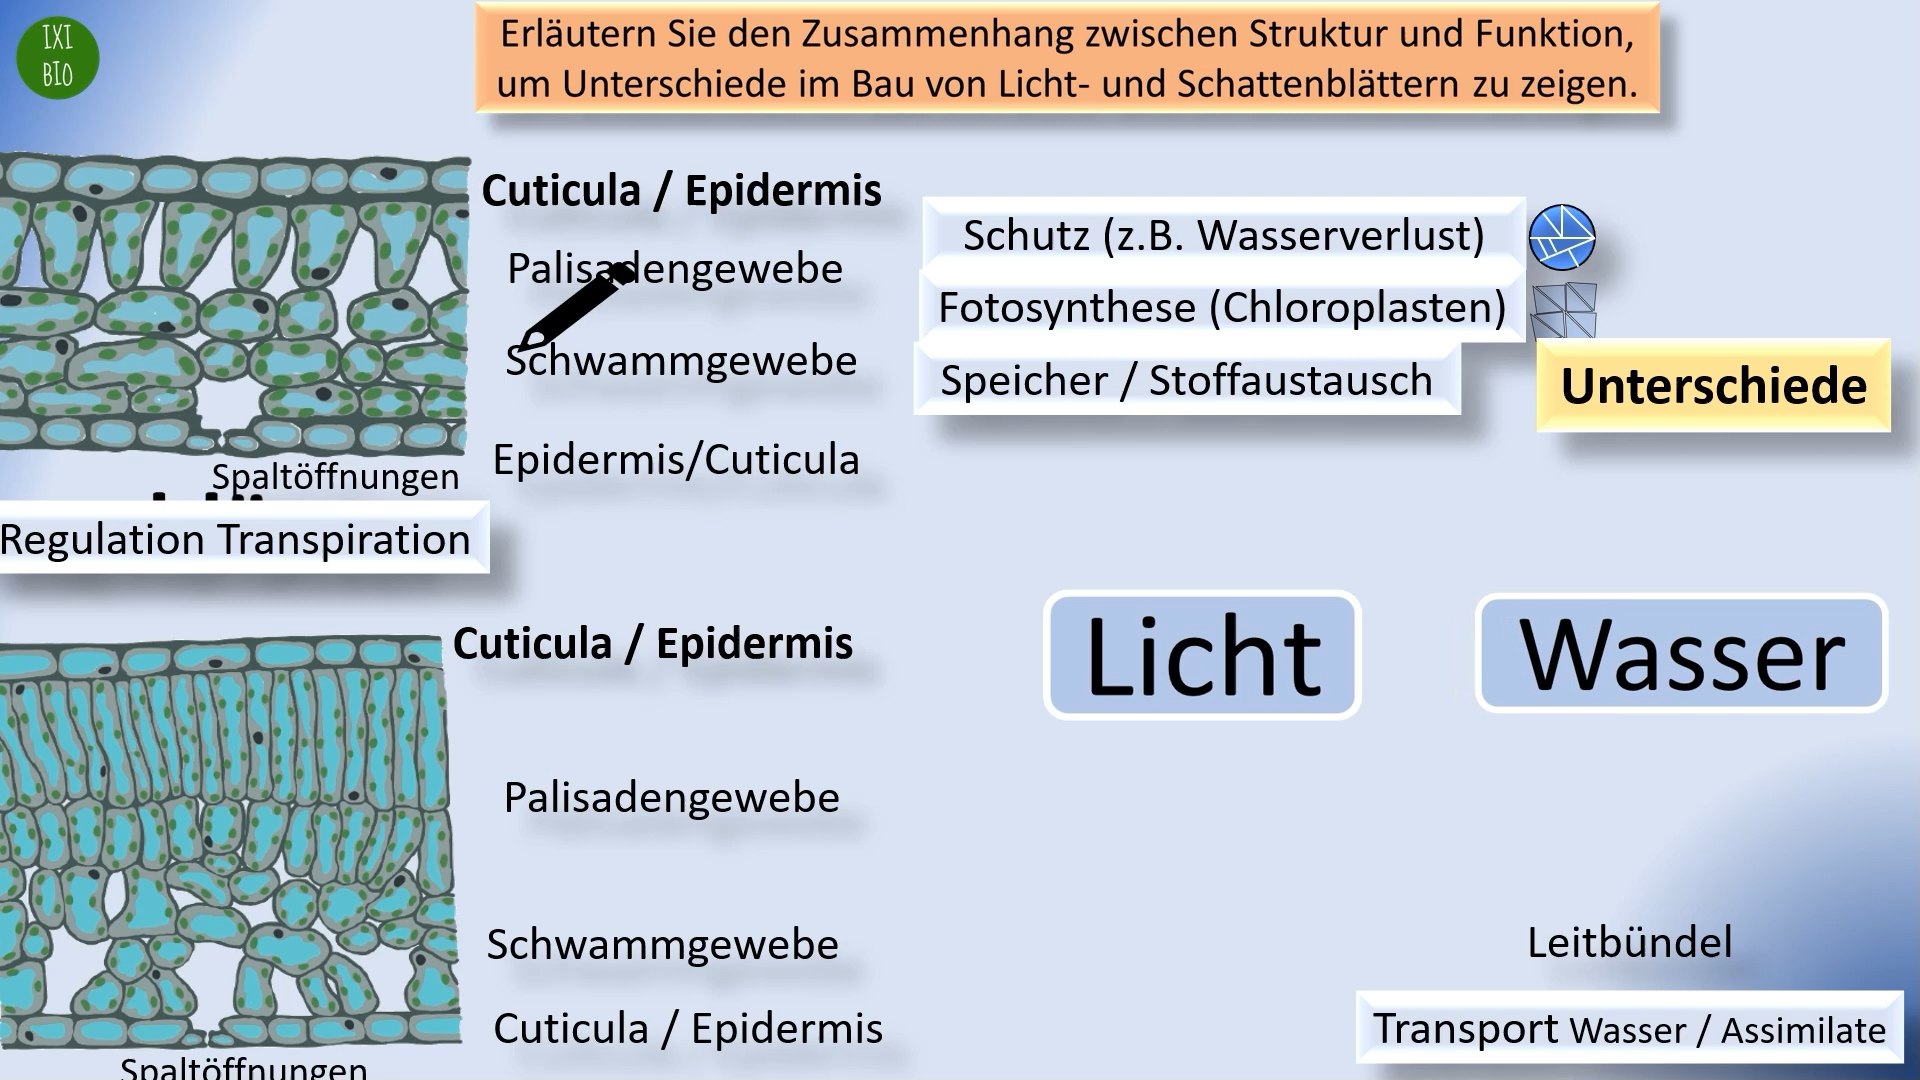 IXI
BIO
Erläutern Sie den Zusammenhang zwischen Struktur und Funktion,
um Unterschiede im Bau von Licht- und Schattenblättern zu zeigen.
Cuticula / Epidermis
Schutz (z.B. Wasserverlust)
Palisadengewebe
Fotosynthese (Chloroplasten)
Schwammgewebe
Speicher / Stoffaustausch
Unterschiede
Epidermis/Cuticula
Spaltöffnungen
Regulation Transpiration
Cuticula / Epidermis
Licht
Wasser
Palisadengewebe
Schwammgewebe
Leitbündel
Cuticula / Epidermis
Transport Wasser / Assimilate
Spaltöffnungen